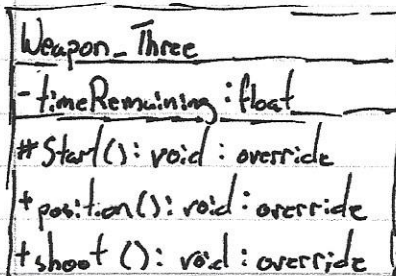 Weapon_Three
- timeRemaining : float
# Start() : void : override
+ position() : void : override
+ shoot () : void : override